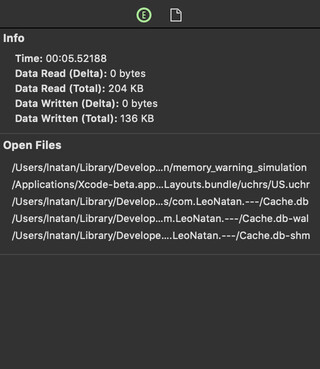 E
Info
Time: 00:05.52188
Data Read (Delta): 0 bytes
Data Read (Total): 204 KB
Data Written (Delta): 0 bytes
Data Written (Total): 136 KB
Open Files
/Users/lnatan/Library/Develop...n/memory_warning_simulation
/Applications/Xcode-beta.app...Layouts.bundle/uchrs/US.uchr
/Users/lnatan/Library/Develop...s/com.LeoNatan.---/Cache.db
/Users/lnatan/Library/Develop...m.LeoNatan.---/Cache.db-wal
/Users/lnatan/Library/Develope....LeoNatan.---/Cache.db-shm